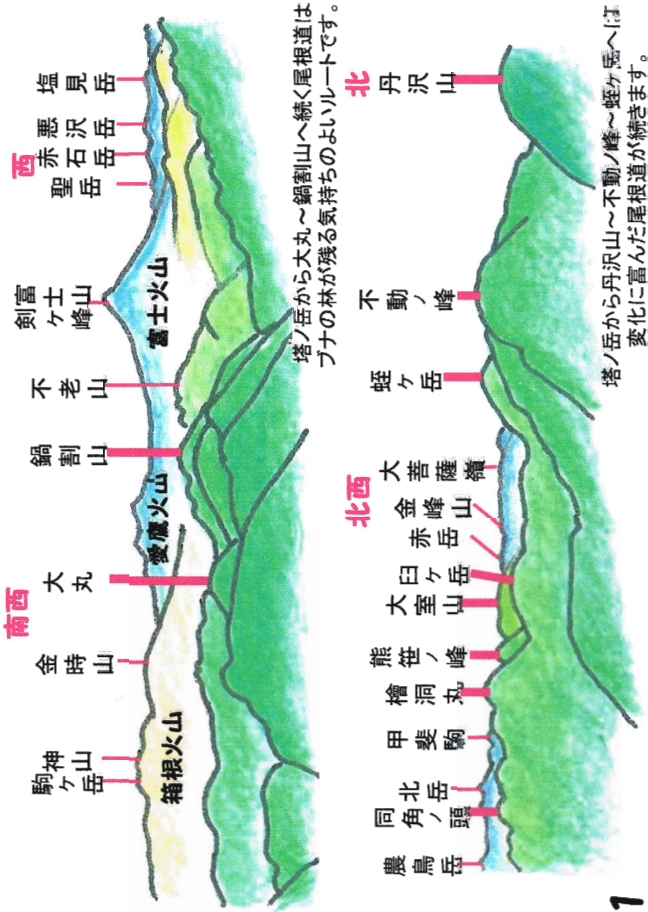 南西
西
駒ヶ岳
神山
金時山
大丸
鍋割山
不老山
剣ヶ峰
富士山
聖岳
赤石岳
悪沢岳
塩見岳
箱根火山
愛鷹火山
富士火山
塔ノ岳から大丸～鍋割山へ続く尾根道は
ブナの林が残る気持ちのよいルートです。
北西
北
農鳥岳
同角ノ頭
北岳
甲斐駒
檜洞丸
熊笹ノ峰
大室山
臼ヶ岳
赤岳
金峰山
大菩薩嶺
蛭ヶ岳
不動ノ峰
丹沢山
塔ノ岳から丹沢山～不動ノ峰～蛭ヶ岳へは
変化に富んだ尾根道が続きます。
1